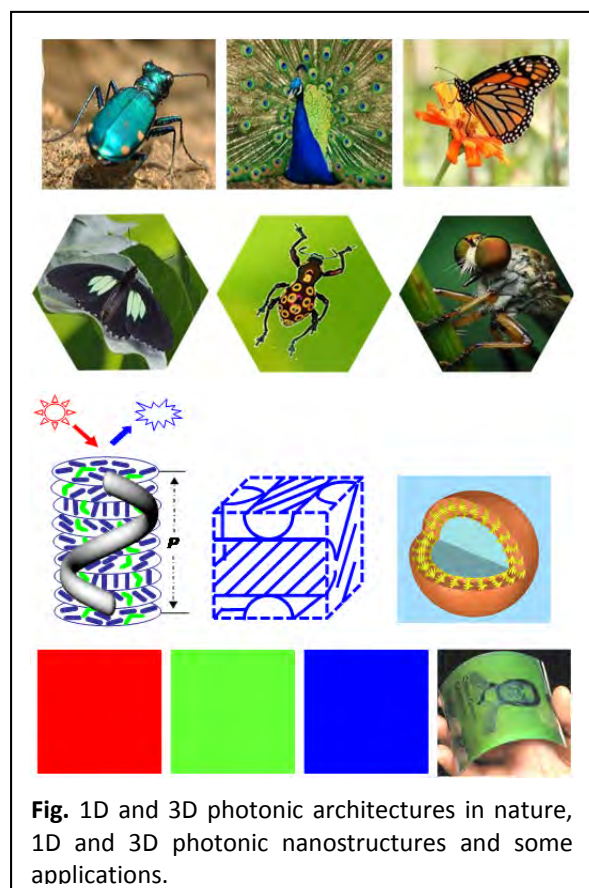 P
Fig. 1D and 3D photonic architectures in nature,
1D and 3D photonic nanostructures and some
applications.